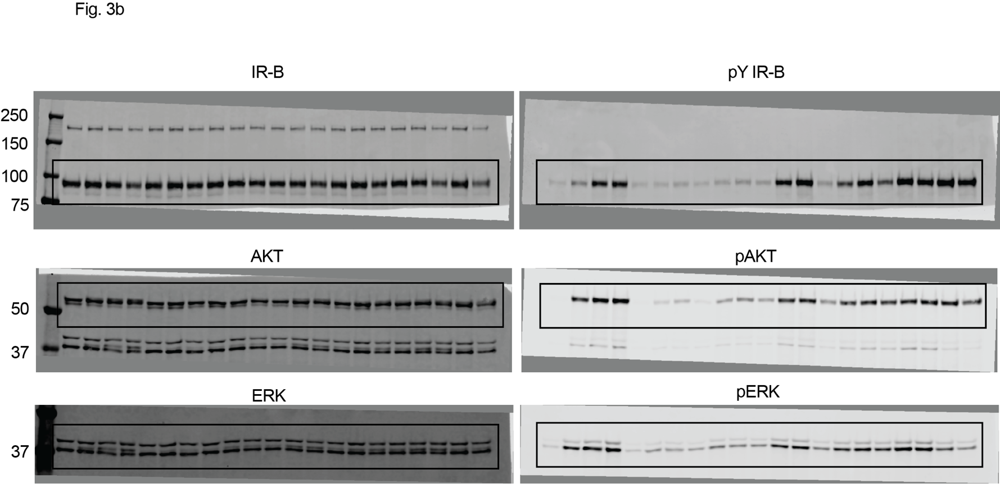 Fig. 3b
IR-B
pY IR-B
250
150
100
75
AKT
pAKT
50
37
ERK
pERK
37